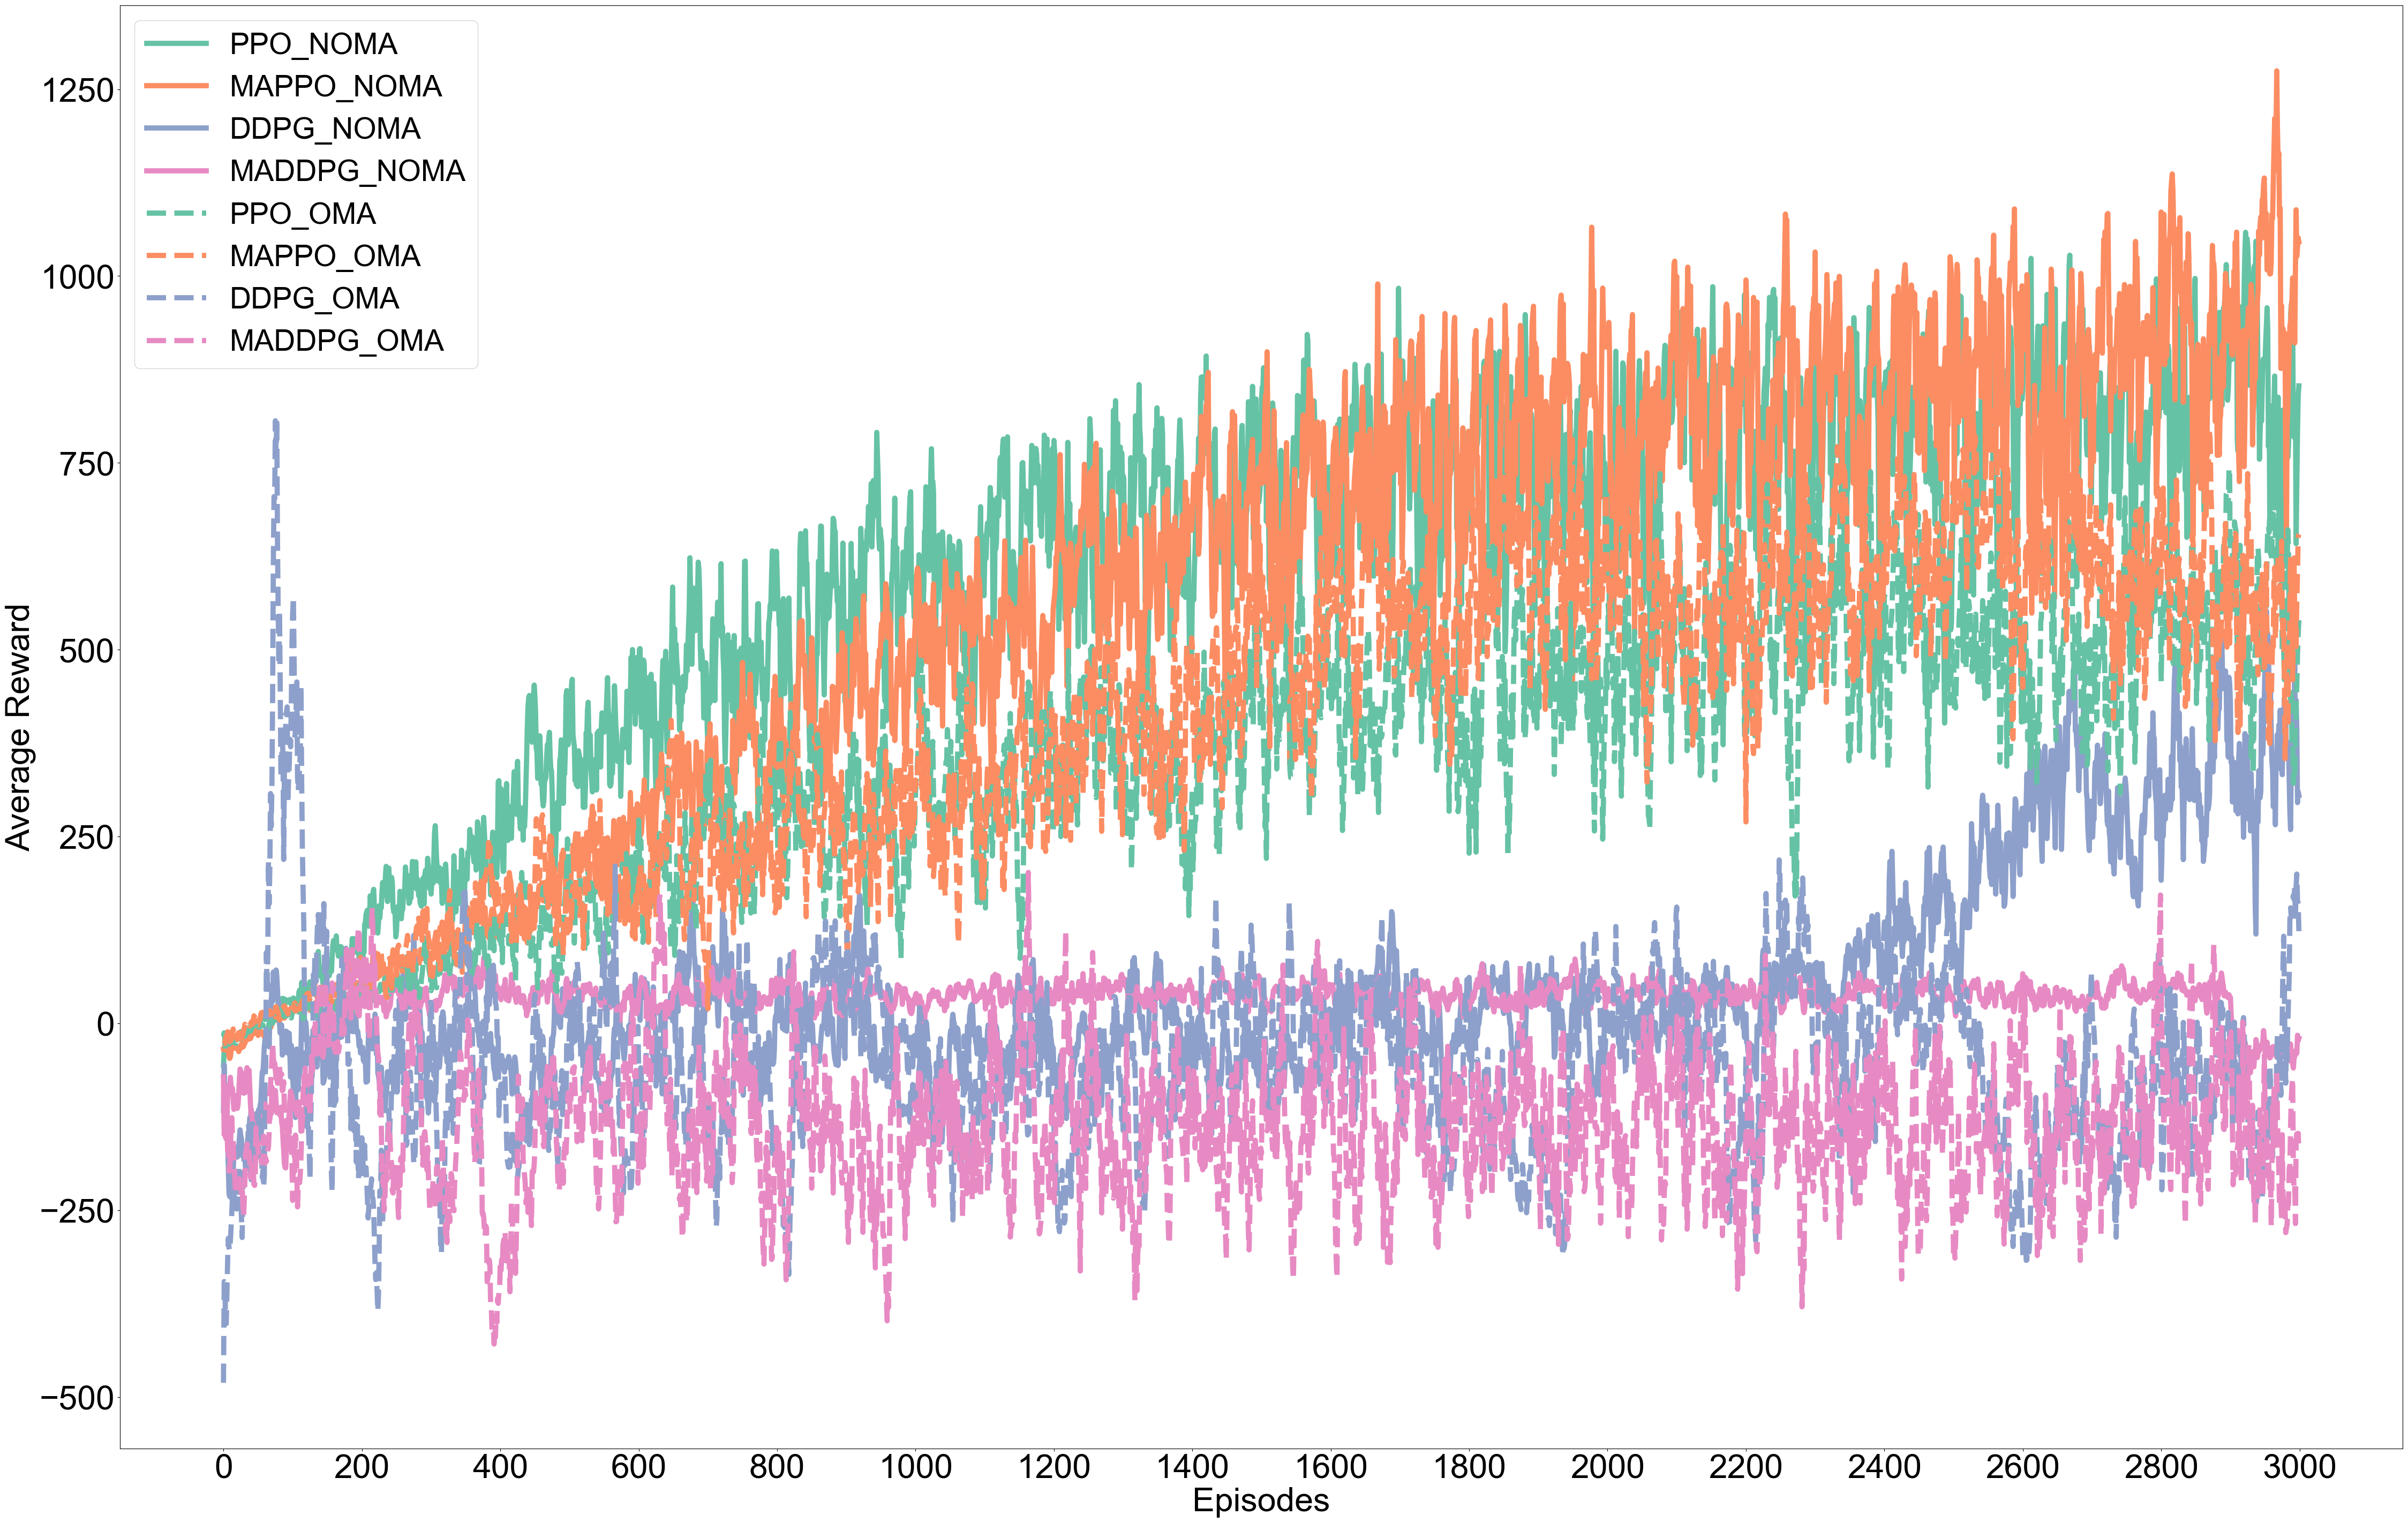 PPO_NOMA
MAPPO_NOMA
DDPG_NOMA
MADDPG_NOMA
PPO_OMA
MAPPO_OMA
DDPG_OMA
MADDPG_OMA
Average Reward
1250
1000
750
500
250
0
−250
−500
0 200 400 600 800 1000 1200 1400 1600 1800 2000 2200 2400 2600 2800 3000
Episodes